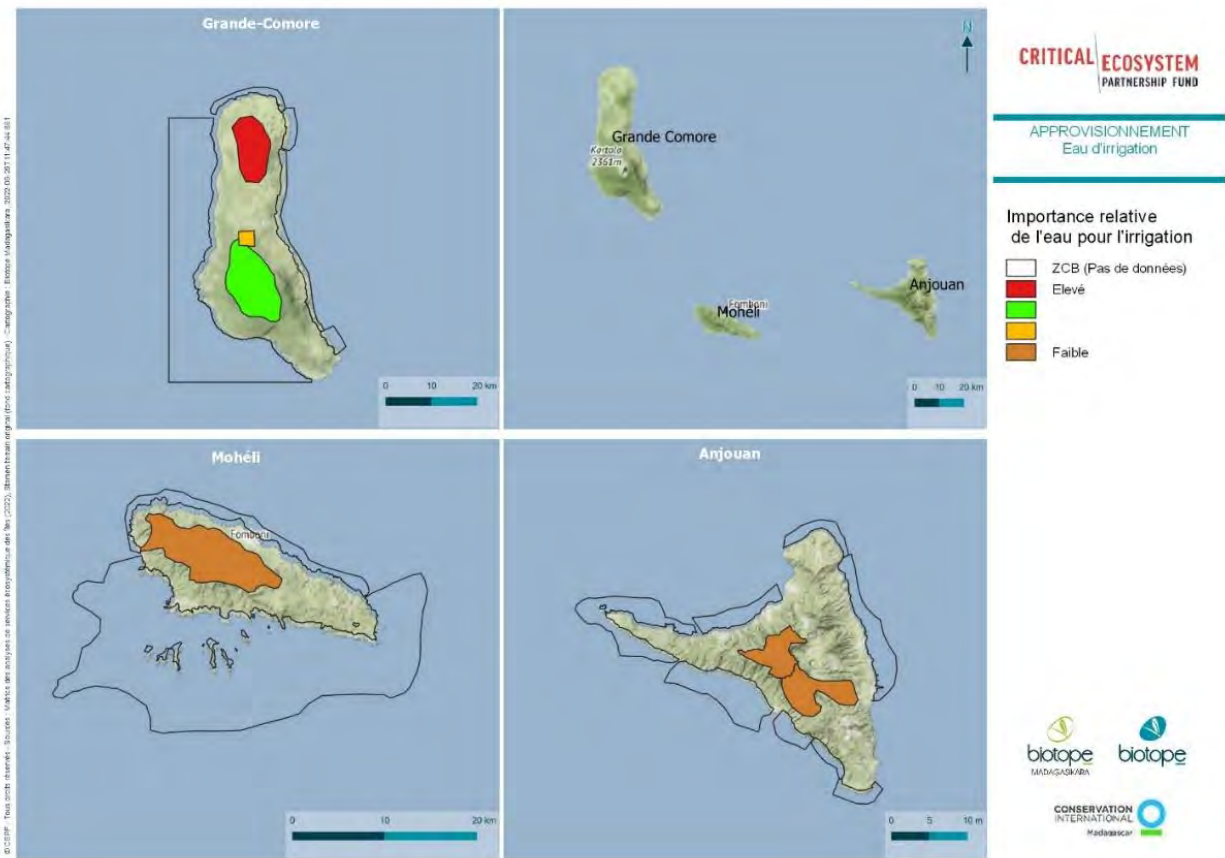 Grande-Comore
N
Grande Comore
Kartala
2361m
Anjouan
Fomboni
Mohéli
0 10 20 km
0 10 20 km
Mohéli
Fomboni
0 10 20 km
Anjouan
0 5 10 m
CRITICAL ECOSYSTEM
PARTNERSHIP FUND
APPROVISIONNEMENT
Eau d'irrigation
Importance relative
de l'eau pour l'irrigation
ZCB (Pas de données)
Elevé
Faible
biotope
MADAGASIKARA
biotope
CONSERVATION
INTERNATIONAL
Madagascar